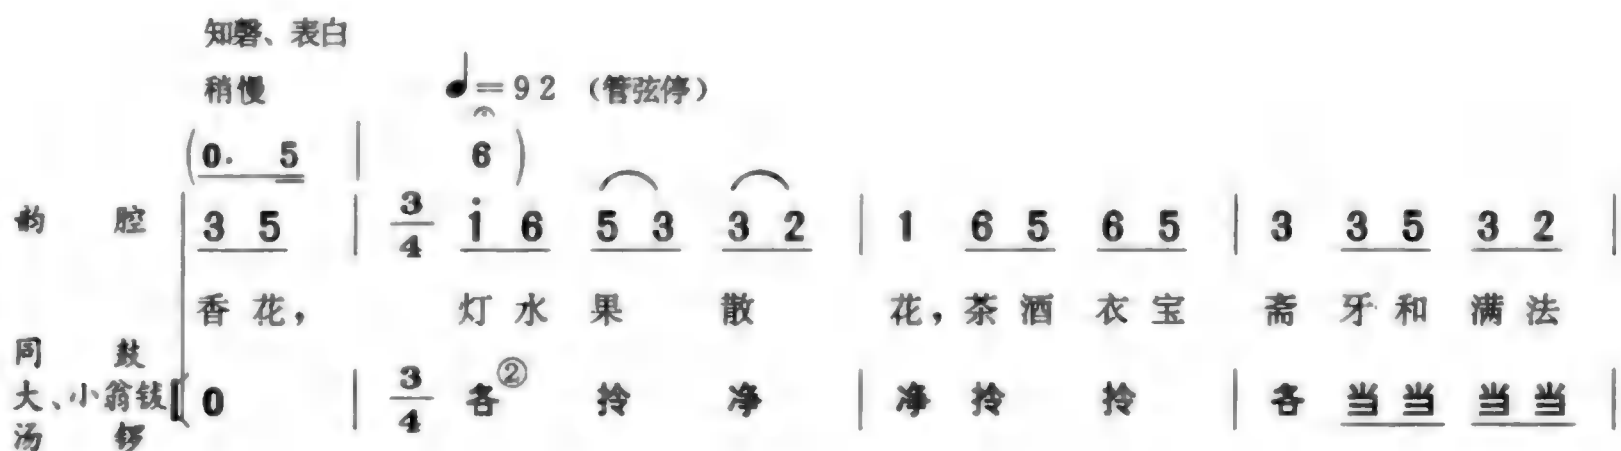 知磬、表白
稍慢 ♩=92 (管弦停)
(0. 5 | 6)
韵腔 3 5 | 3/4 i 6 5 3 3 2 | 1 6 5 6 5 | 3 3 5 3 2 |
香花, 灯水果 散 花,茶酒衣宝 斋牙和满法
同鼓
大、小翁钹 0 | 3/4 各② 拎 净 | 净 拎 拎 | 各 当当 当当 |
汤锣